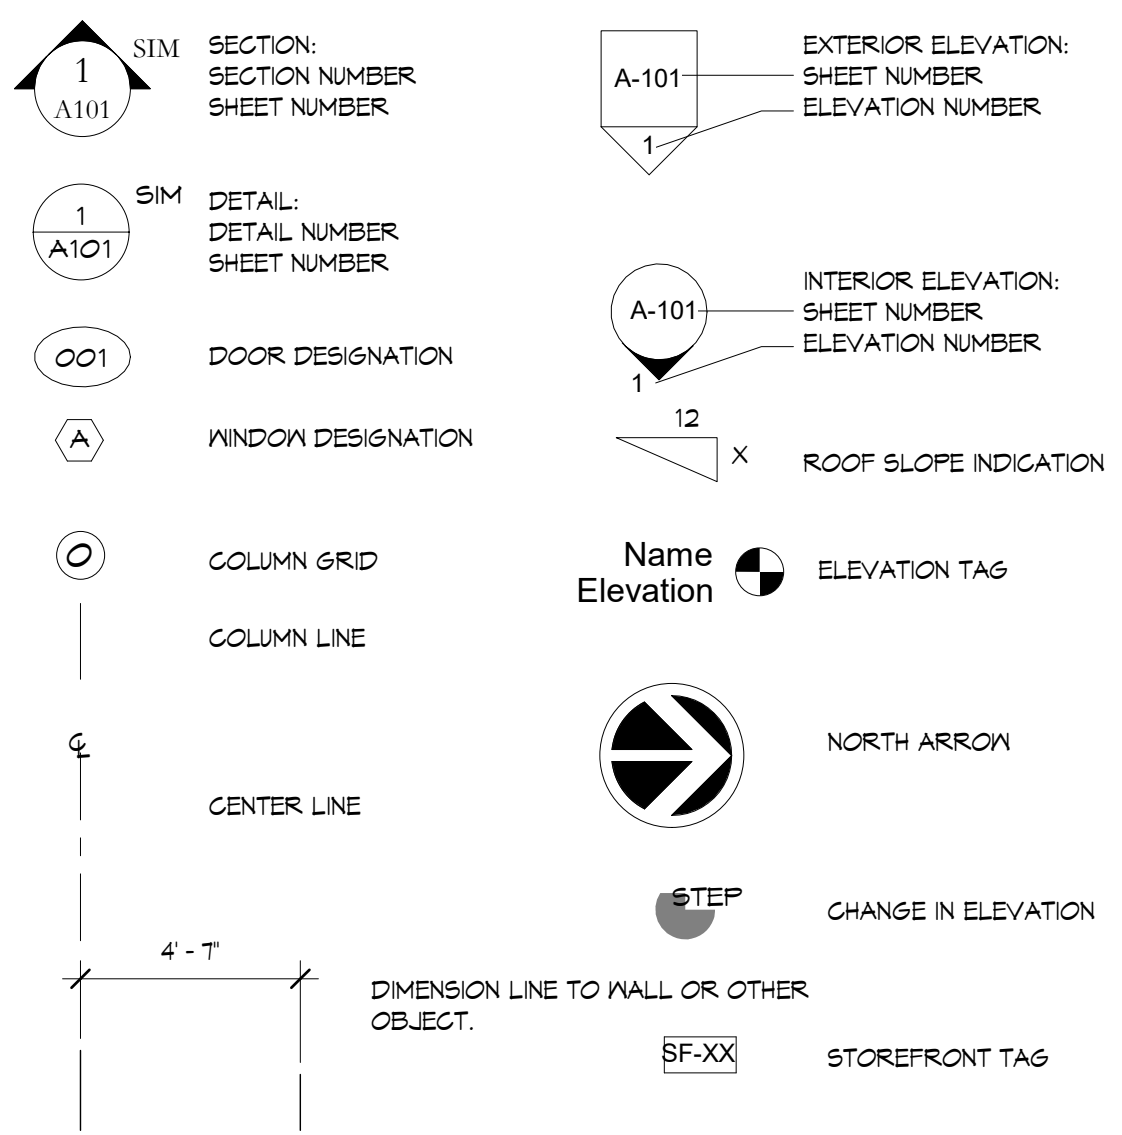 SIM
1
A101
SECTION:
SECTION NUMBER
SHEET NUMBER
SIM
1
A101
DETAIL:
DETAIL NUMBER
SHEET NUMBER
001
DOOR DESIGNATION
A
WINDOW DESIGNATION
O
COLUMN GRID
COLUMN LINE
℄
CENTER LINE
4' - 7"
DIMENSION LINE TO WALL OR OTHER
OBJECT.
A-101
1
EXTERIOR ELEVATION:
SHEET NUMBER
ELEVATION NUMBER
A-101
1
INTERIOR ELEVATION:
SHEET NUMBER
ELEVATION NUMBER
12
X
ROOF SLOPE INDICATION
Name
Elevation
ELEVATION TAG
NORTH ARROW
STEP
CHANGE IN ELEVATION
SF-XX
STOREFRONT TAG